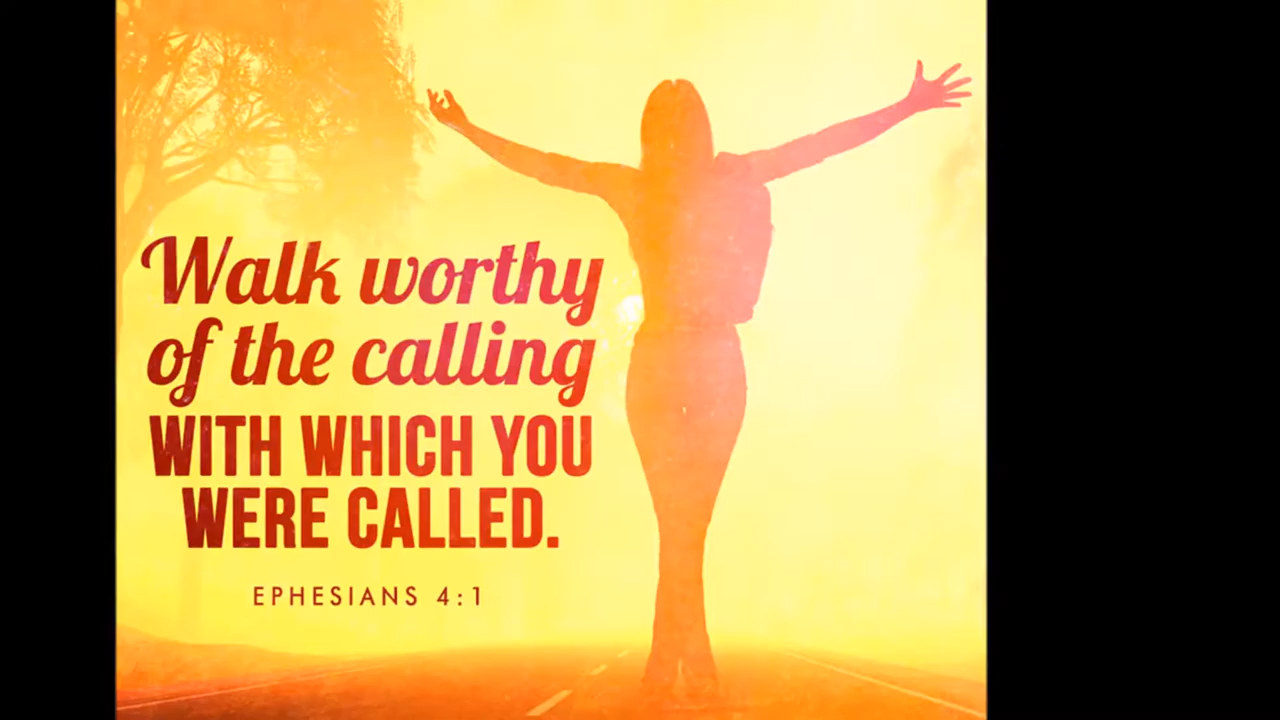 Walk worthy
of the calling
WITH WHICH YOU
WERE CALLED.
EPHESIANS 4:1